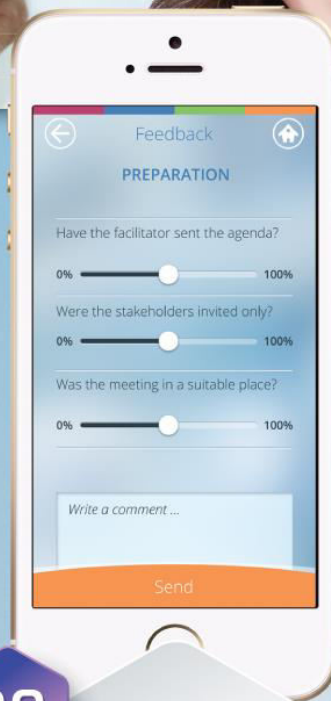 Feedback
PREPARATION
Have the facilitator sent the agenda?
0% 100%
Were the stakeholders invited only?
0% 100%
Was the meeting in a suitable place?
0% 100%
Write a comment ...
Send